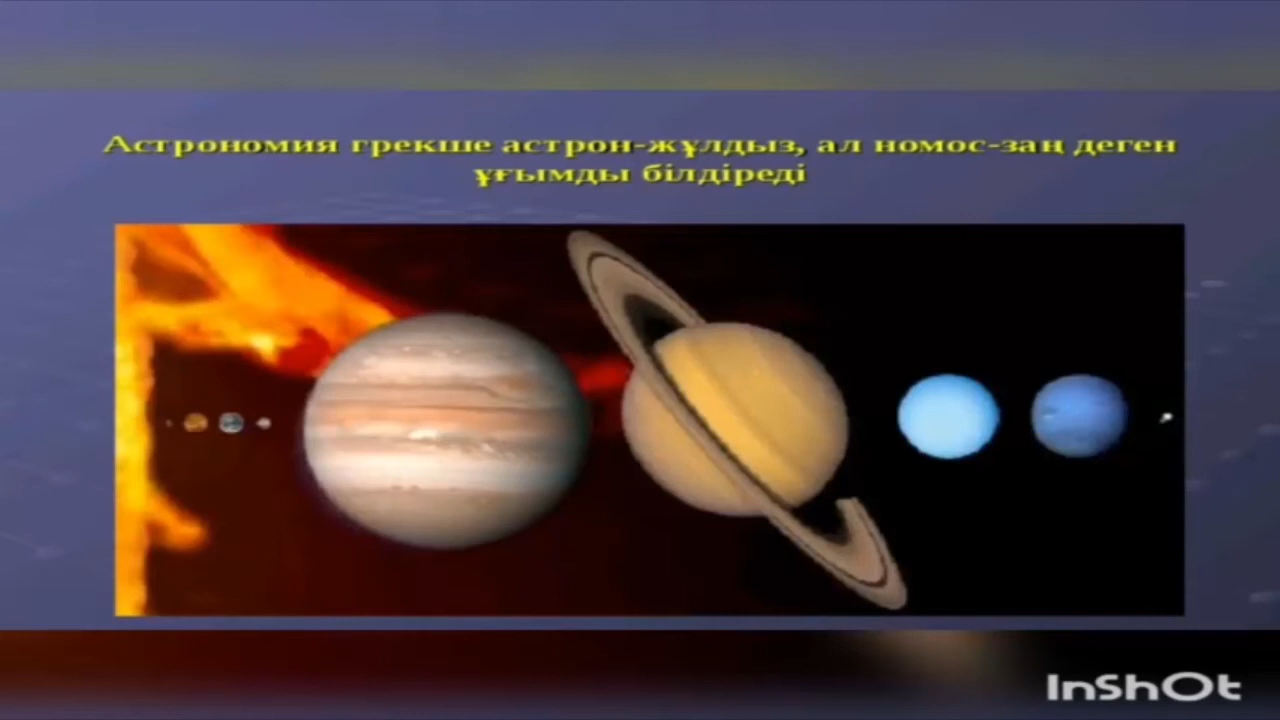 Астрономия грекше астрон-жұлдыз, ал номос-заң деген
ұғымды білдіреді
InShOt